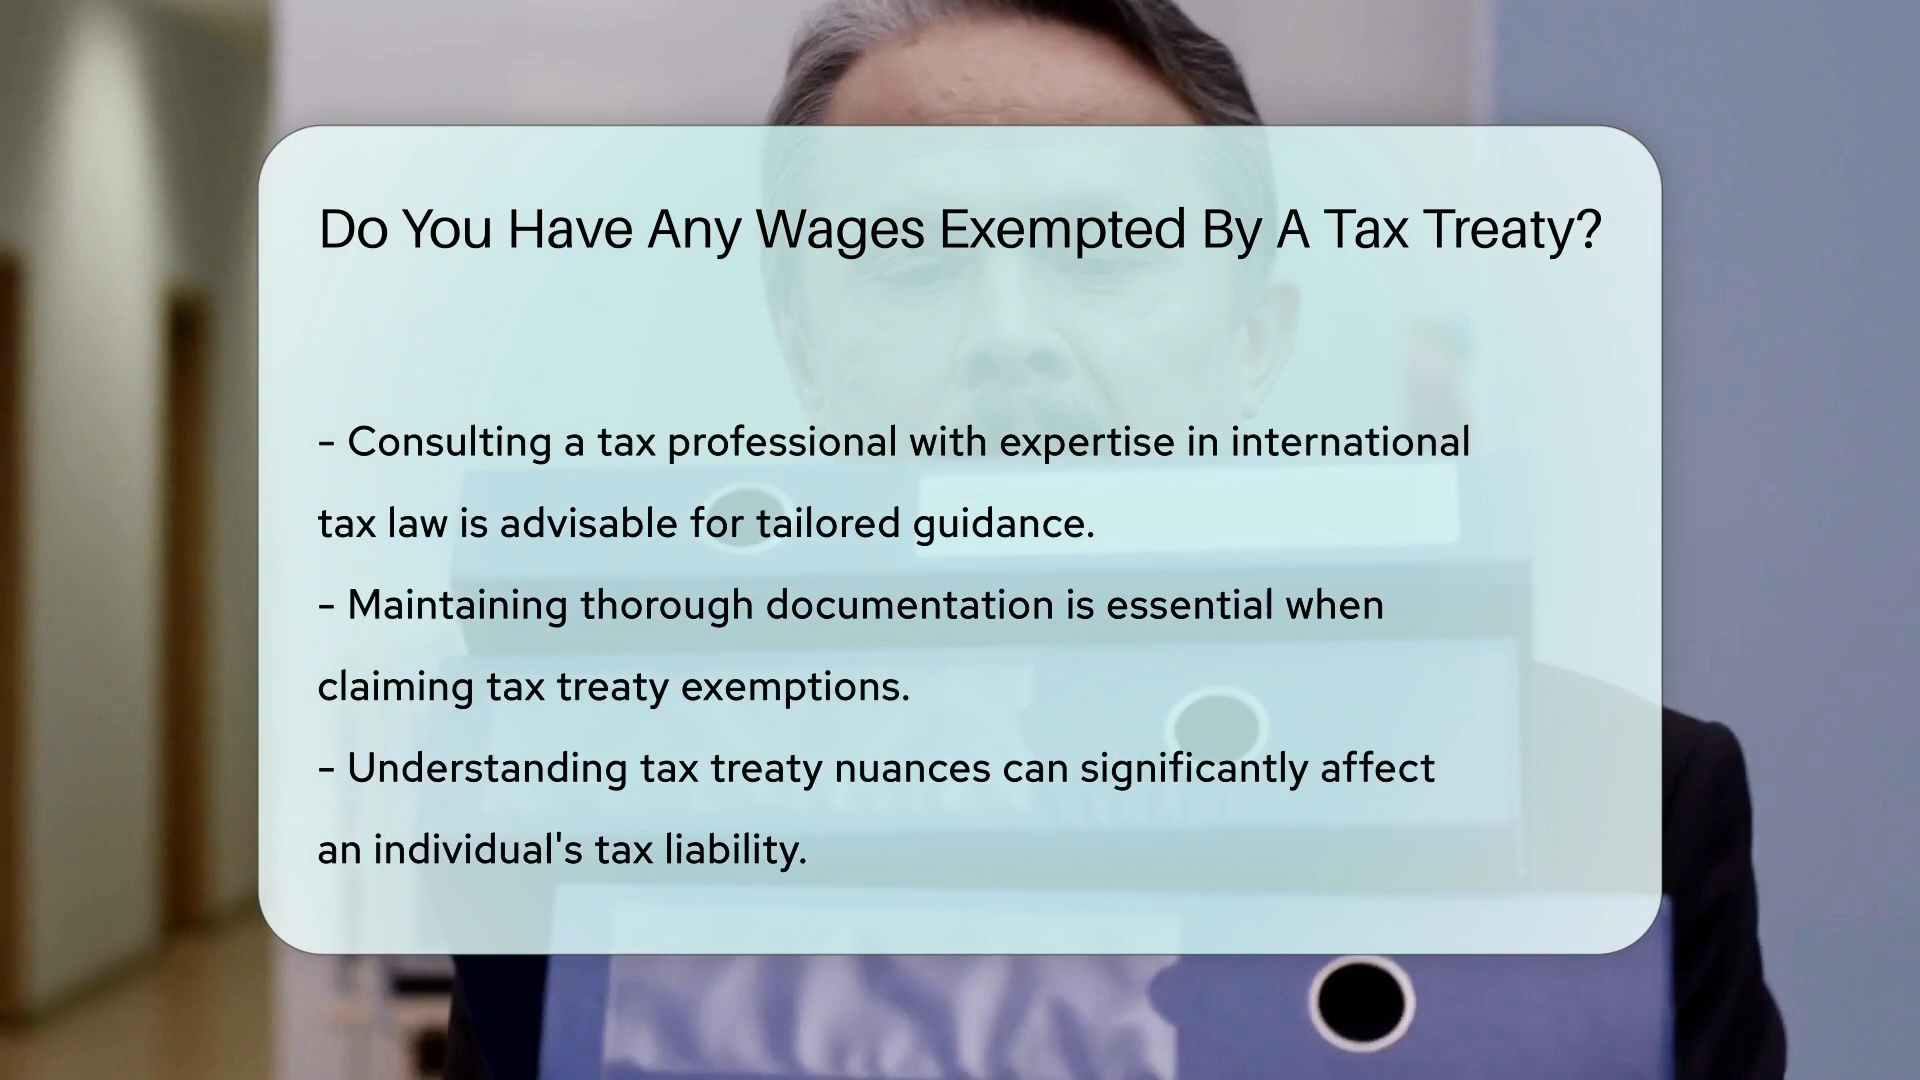 Do You Have Any Wages Exempted By A Tax Treaty?
- Consulting a tax professional with expertise in international
tax law is advisable for tailored guidance.
- Maintaining thorough documentation is essential when
claiming tax treaty exemptions.
- Understanding tax treaty nuances can significantly affect
an individual's tax liability.